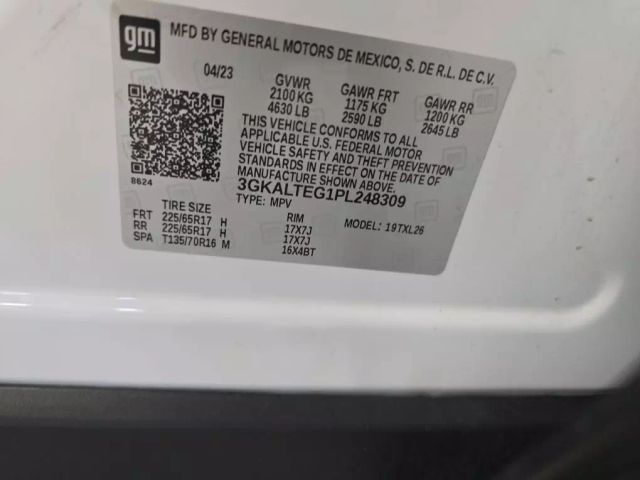 gm
MFD BY GENERAL MOTORS DE MEXICO, S. DE R.L. DE C.V.
04/23 GVWR GAWR FRT GAWR RR
2100 KG 1175 KG 1200 KG
4630 LB 2590 LB 2645 LB
THIS VEHICLE CONFORMS TO ALL
APPLICABLE U.S. FEDERAL MOTOR
VEHICLE SAFETY AND THEFT PREVENTION
STANDARDS IN EFFECT ON THE DATE OF
MANUFACTURE SHOWN ABOVE.
3GKALTEG1PL248309
8624 TYPE: MPV MODEL: 19TXL26
TIRE SIZE RIM
FRT 225/65R17 H 17X7J
RR 225/65R17 H 17X7J
SPA T135/70R16 M 16X4BT